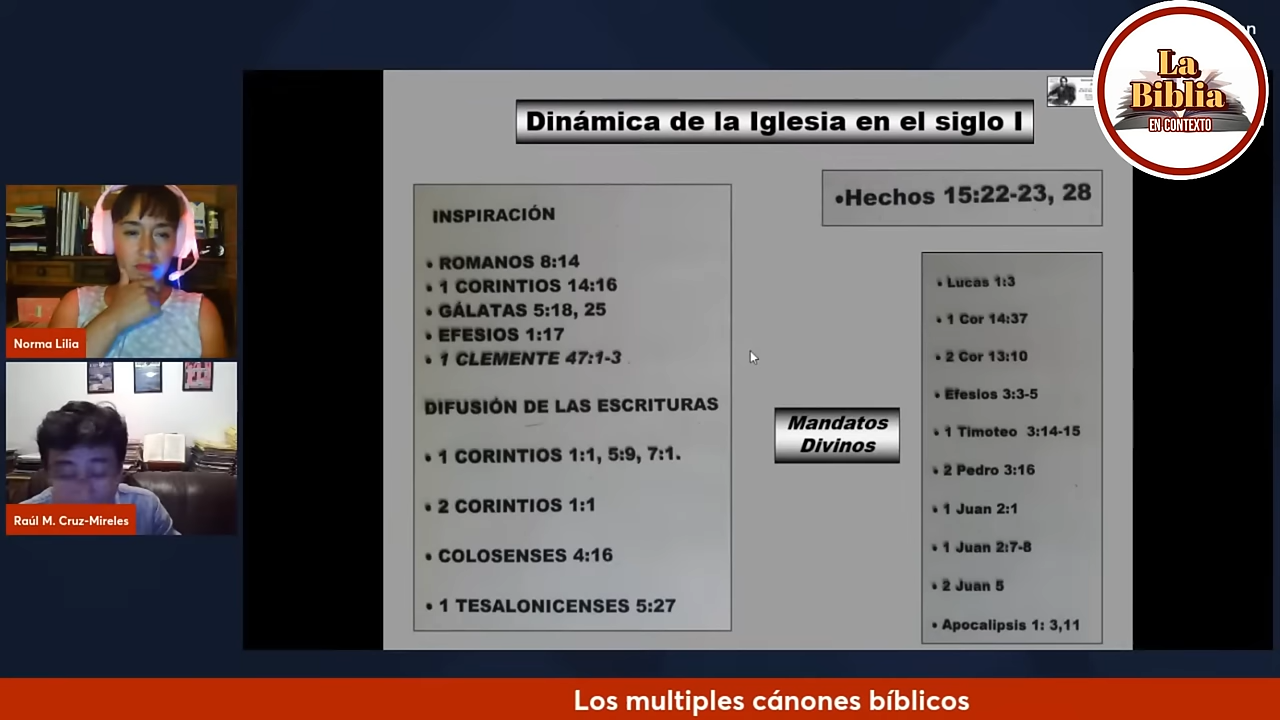 Dinámica de la Iglesia en el siglo I
La
Biblia
EN CONTEXTO
•Hechos 15:22-23, 28
INSPIRACIÓN
• ROMANOS 8:14
• 1 CORINTIOS 14:16
• GÁLATAS 5:18, 25
• EFESIOS 1:17
• 1 CLEMENTE 47:1-3
DIFUSIÓN DE LAS ESCRITURAS
• 1 CORINTIOS 1:1, 5:9, 7:1.
• 2 CORINTIOS 1:1
• COLOSENSES 4:16
• 1 TESALONICENSES 5:27
Mandatos
Divinos
• Lucas 1:3
• 1 Cor 14:37
• 2 Cor 13:10
• Efesios 3:3-5
• 1 Timoteo 3:14-15
• 2 Pedro 3:16
• 1 Juan 2:1
• 1 Juan 2:7-8
• 2 Juan 5
• Apocalipsis 1: 3,11
Norma Lilia
Raúl M. Cruz-Mireles
Los multiples cánones bíblicos